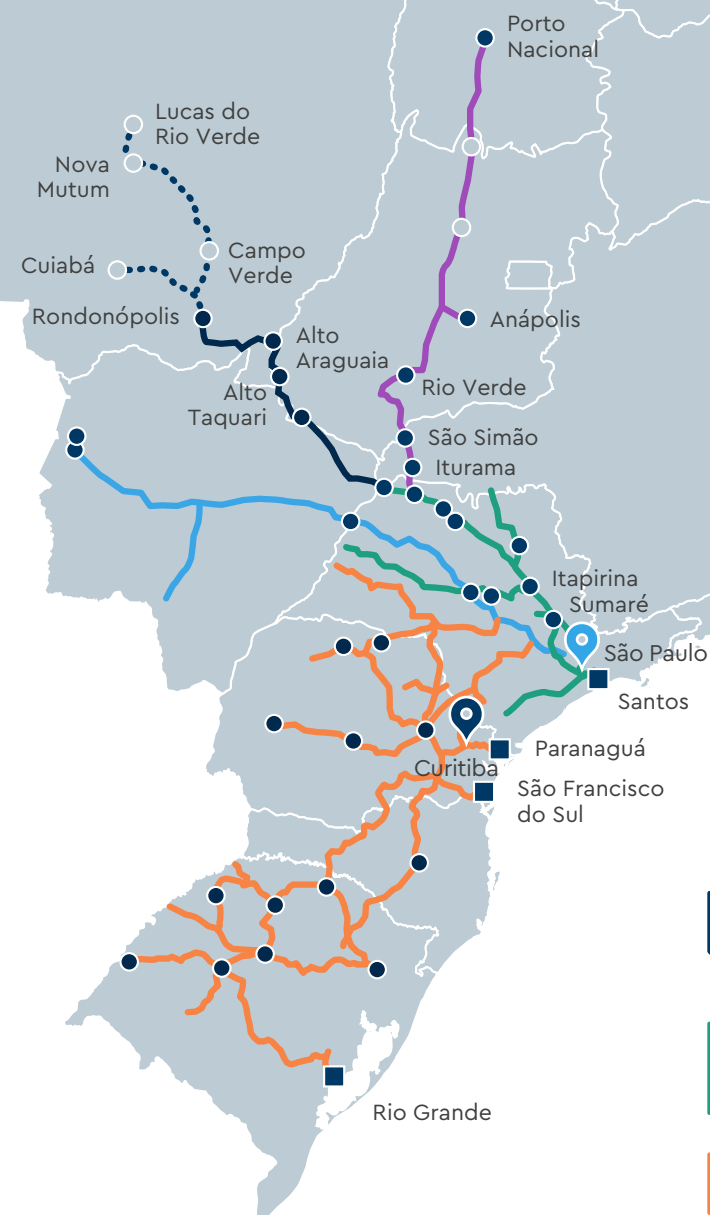 Porto
Nacional
Lucas do
Rio Verde
Nova
Mutum
Campo
Verde
Cuiabá
Rondonópolis
Anápolis
Alto
Araguaia
Rio Verde
Alto
Taquari
São Simão
Iturama
Itapirina
Sumaré
São Paulo
Santos
Paranaguá
Curitiba
São Francisco
do Sul
Rio Grande